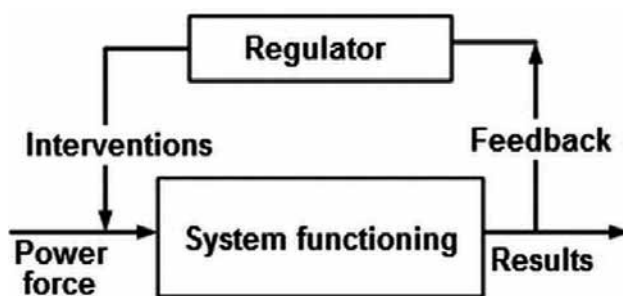 Regulator
Interventions
Feedback
System functioning
Power
force
Results